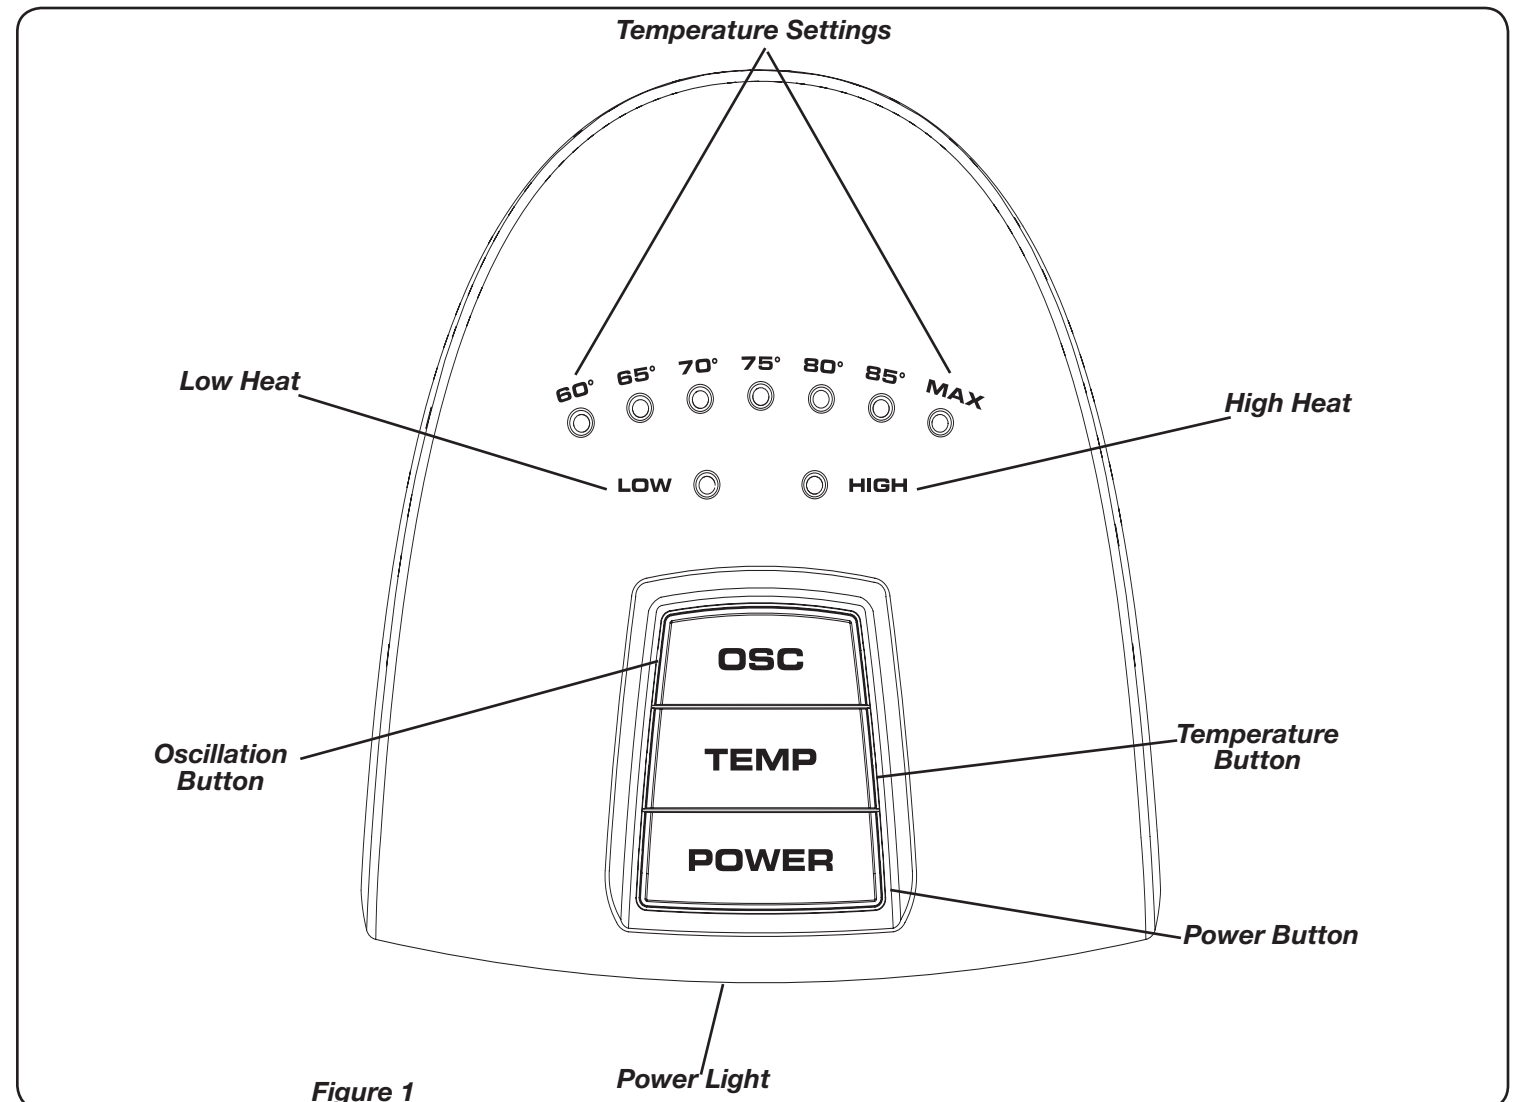 Temperature Settings
60° 65° 70° 75° 80° 85° MAX
Low Heat
High Heat
LOW HIGH
OSC
Oscillation
Button
TEMP
Temperature
Button
POWER
Power Button
Power Light
Figure 1